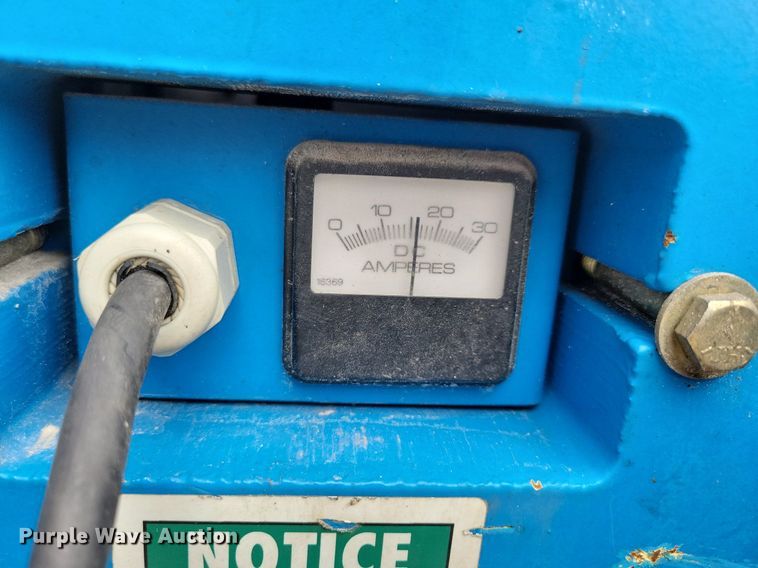 0 10 20 30
DC
AMPERES
16369
NOTICE
Purple Wave Auction